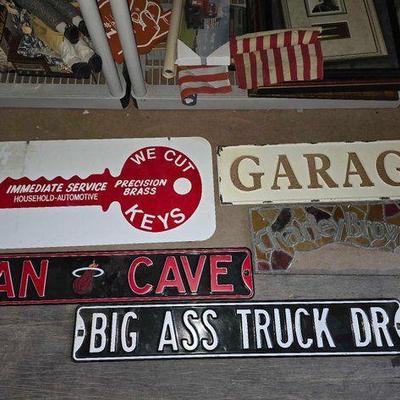 WE CUT
IMMEDIATE SERVICE
HOUSEHOLD-AUTOMOTIVE
PRECISION
BRASS
KEYS
GARAG
AN CAVE
BIG ASS TRUCK DR